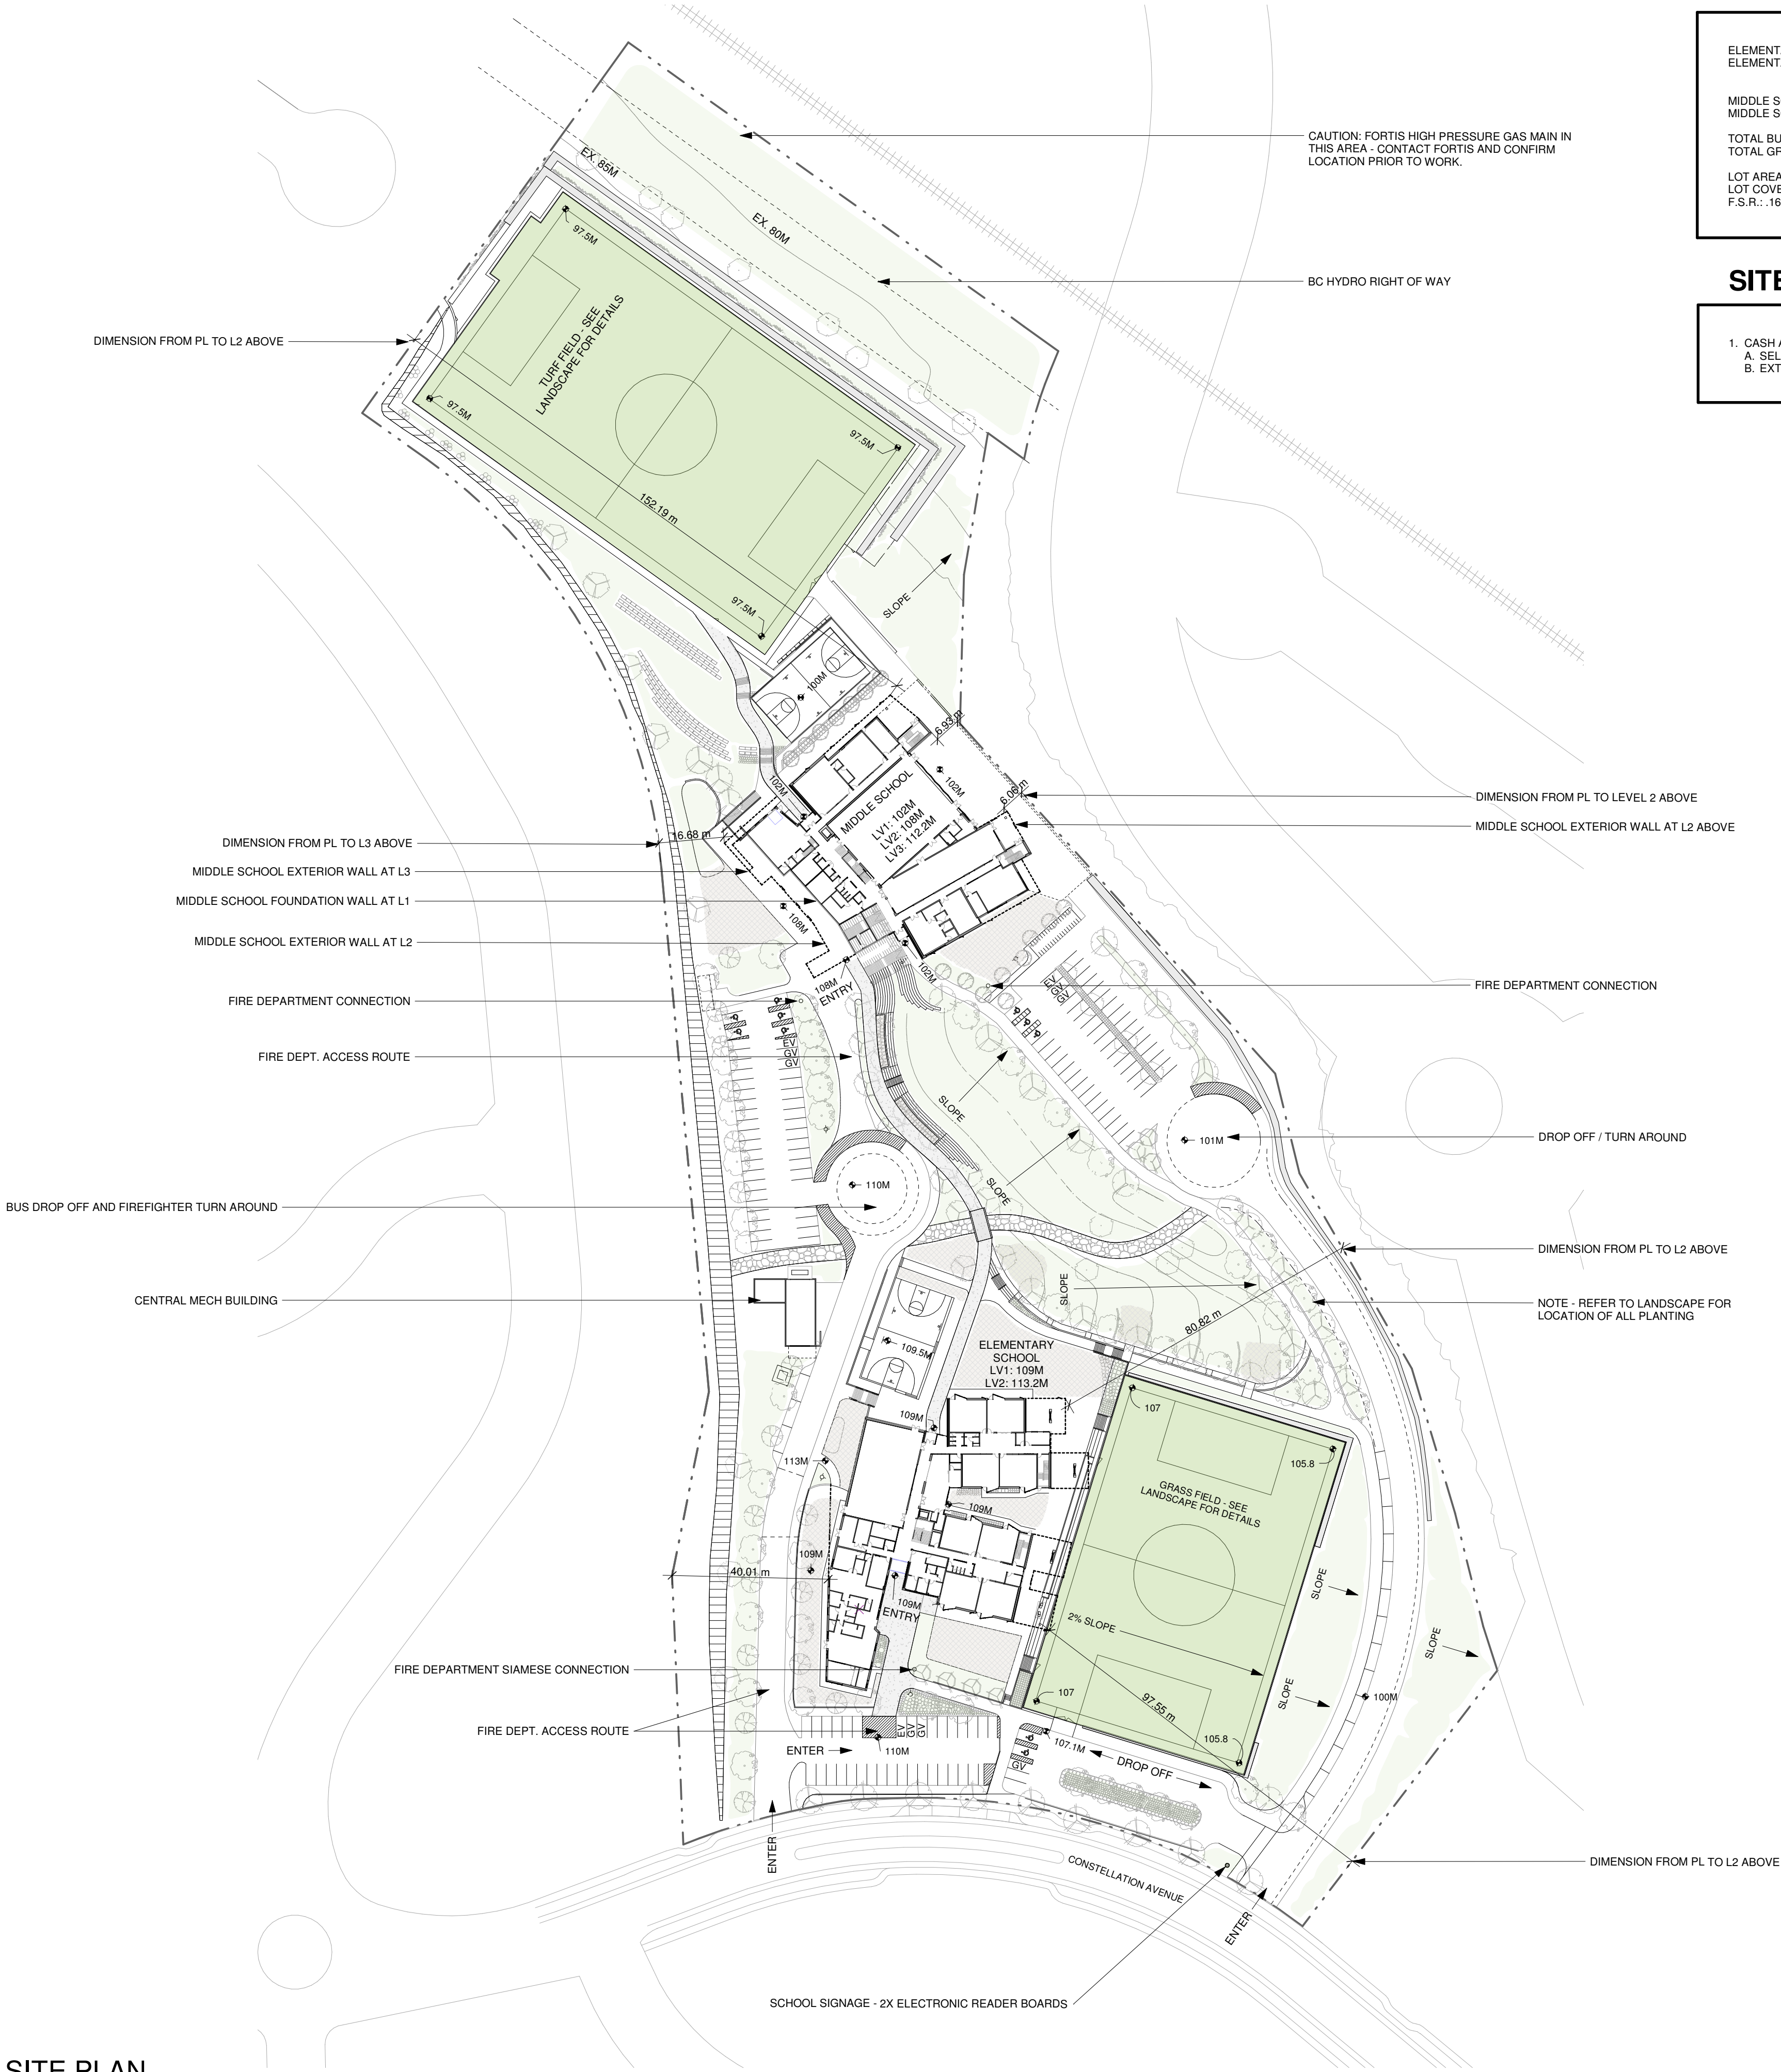 ELEMENT
ELEMENT
MIDDLE S
MIDDLE S
TOTAL BU
TOTAL GR
LOT AREA
LOT COVE
F.S.R.: .16
SITE
1. CASH A
A. SEL
B. EXT
CAUTION: FORTIS HIGH PRESSURE GAS MAIN IN
THIS AREA - CONTACT FORTIS AND CONFIRM
LOCATION PRIOR TO WORK.
EX. 85M
EX. 80M
BC HYDRO RIGHT OF WAY
97.5M
TURF FIELD - SEE
LANDSCAPE FOR DETAILS
DIMENSION FROM PL TO L2 ABOVE
97.5M
97.5M
152.19 m
97.5M
SLOPE
100M
6.93 m
102M
102M
6.06 m
MIDDLE SCHOOL
LV1: 102M
LV2: 108M
LV3: 112.2M
DIMENSION FROM PL TO LEVEL 2 ABOVE
MIDDLE SCHOOL EXTERIOR WALL AT L2 ABOVE
16.68 m
DIMENSION FROM PL TO L3 ABOVE
MIDDLE SCHOOL EXTERIOR WALL AT L3
MIDDLE SCHOOL FOUNDATION WALL AT L1
108M
MIDDLE SCHOOL EXTERIOR WALL AT L2
102M
108M
ENTRY
EV
GV
GV
FIRE DEPARTMENT CONNECTION
FIRE DEPARTMENT CONNECTION
EV
GV
GV
FIRE DEPT. ACCESS ROUTE
SLOPE
101M
DROP OFF / TURN AROUND
110M
SLOPE
BUS DROP OFF AND FIREFIGHTER TURN AROUND
DIMENSION FROM PL TO L2 ABOVE
CENTRAL MECH BUILDING
SLOPE
NOTE - REFER TO LANDSCAPE FOR
LOCATION OF ALL PLANTING
80.82 m
109.5M
ELEMENTARY
SCHOOL
LV1: 109M
LV2: 113.2M
109M
107
105.8
113M
GRASS FIELD - SEE
LANDSCAPE FOR DETAILS
109M
109M
40.01 m
109M
ENTRY
SLOPE
2% SLOPE
SLOPE
FIRE DEPARTMENT SIAMESE CONNECTION
107
SLOPE
100M
97.55 m
FIRE DEPT. ACCESS ROUTE
EV
GV
GV
ENTER
110M
107.1M
105.8
GV
DROP OFF
ENTER
CONSTELLATION AVENUE
DIMENSION FROM PL TO L2 ABOVE
ENTER
SCHOOL SIGNAGE - 2X ELECTRONIC READER BOARDS
SITE PLAN